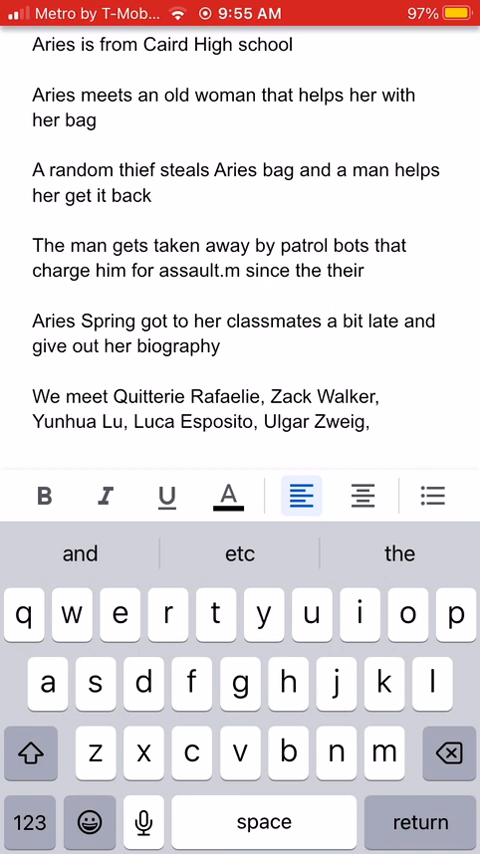 Metro by T-Mob... 9:55 AM 97%
Aries is from Caird High school
Aries meets an old woman that helps her with
her bag
A random thief steals Aries bag and a man helps
her get it back
The man gets taken away by patrol bots that
charge him for assault.m since the their
Aries Spring got to her classmates a bit late and
give out her biography
We meet Quitterie Rafaelie, Zack Walker,
Yunhua Lu, Luca Esposito, Ulgar Zweig,
B I U A
and etc the
q w e r t y u i o p
a s d f g h j k l
z x c v b n m
123 space return